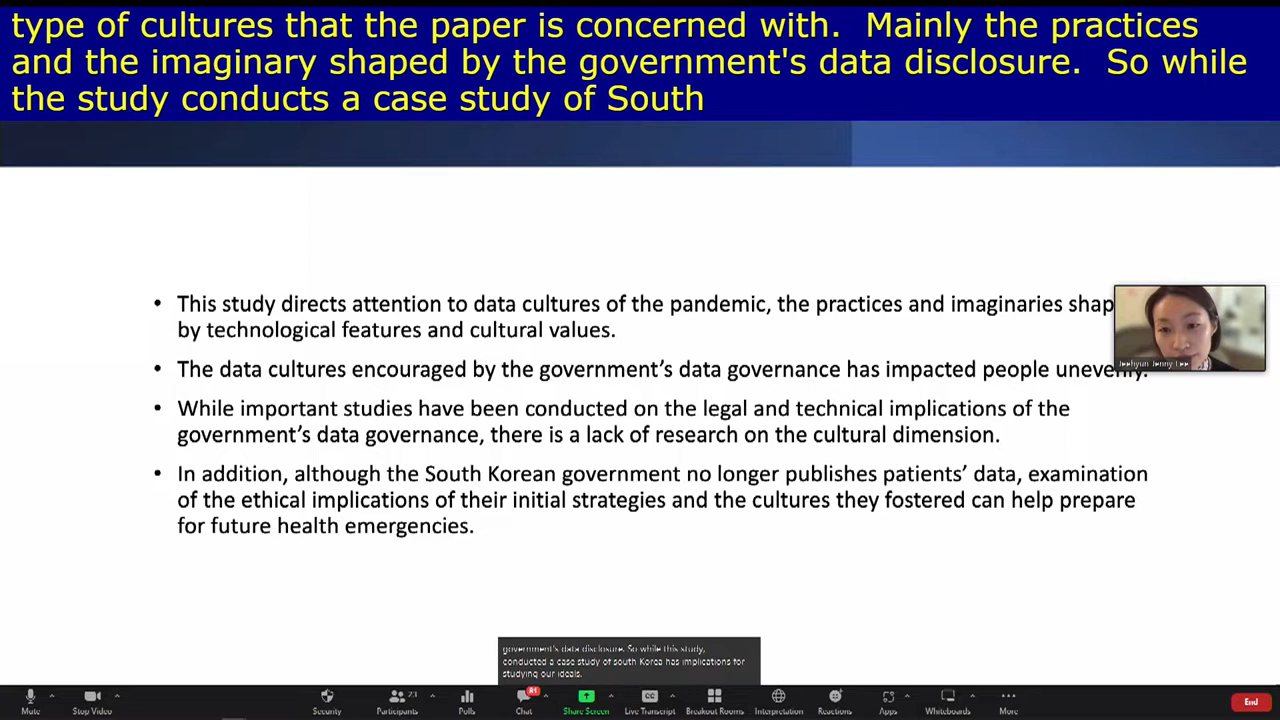 type of cultures that the paper is concerned with. Mainly the practices
and the imaginary shaped by the government's data disclosure. So while
the study conducts a case study of South
• This study directs attention to data cultures of the pandemic, the practices and imaginaries shap
by technological features and cultural values.
• The data cultures encouraged by the government's data governance has impacted people unevenly.
• While important studies have been conducted on the legal and technical implications of the
government's data governance, there is a lack of research on the cultural dimension.
• In addition, although the South Korean government no longer publishes patients' data, examination
of the ethical implications of their initial strategies and the cultures they fostered can help prepare
for future health emergencies.
Jeehyun Jenny Lee
government's data disclosure. So while this study,
conducted a case study of south Korea has implications for
studying our ideals.
Mute
Stop Video
Security
Participants
23
Polls
Chat
81
Share Screen
CC
Live Transcript
Breakout Rooms
Interpretation
Reactions
Apps
Whiteboards
More
End